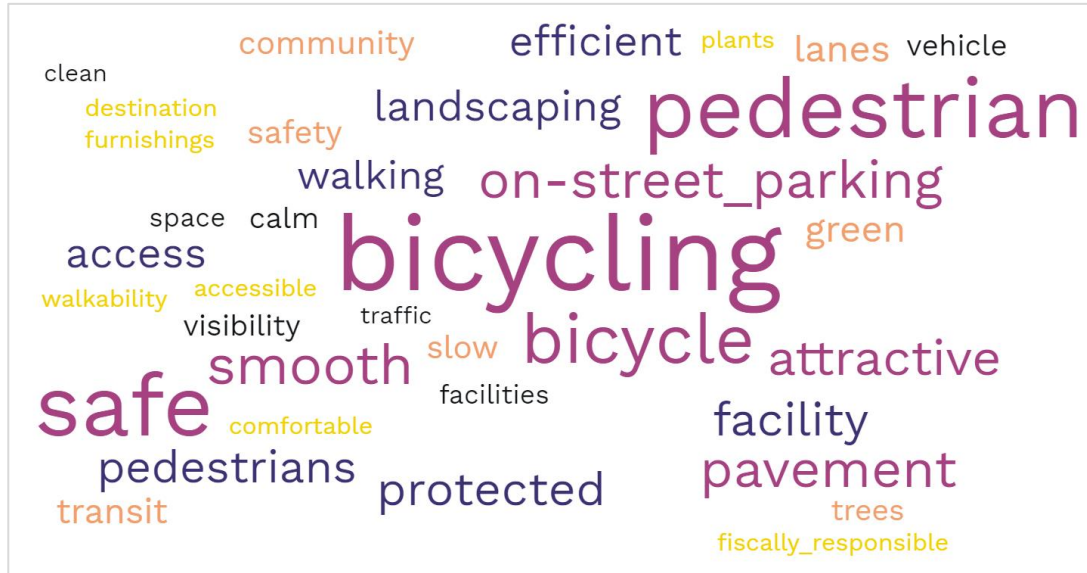 community
efficient
plants
lanes
vehicle
clean
destination
landscaping
pedestrian
furnishings
safety
walking
on-street_parking
space
calm
green
access
bicycling
walkability
accessible
visibility
traffic
smooth
slow
bicycle
attractive
safe
facilities
comfortable
facility
pedestrians
protected
pavement
transit
trees
fiscally_responsible